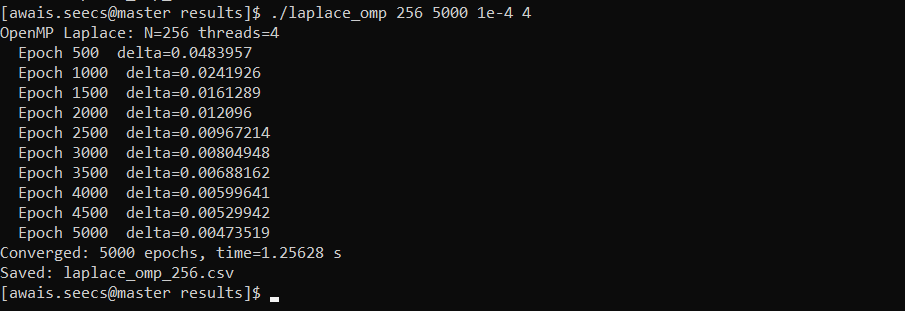 [awais.seecs@master results]$ ./laplace_omp 256 5000 1e-4 4
OpenMP Laplace: N=256 threads=4
  Epoch 500  delta=0.0483957
  Epoch 1000  delta=0.0241926
  Epoch 1500  delta=0.0161289
  Epoch 2000  delta=0.012096
  Epoch 2500  delta=0.00967214
  Epoch 3000  delta=0.00804948
  Epoch 3500  delta=0.00688162
  Epoch 4000  delta=0.00599641
  Epoch 4500  delta=0.00529942
  Epoch 5000  delta=0.00473519
Converged: 5000 epochs, time=1.25628 s
Saved: laplace_omp_256.csv
[awais.seecs@master results]$